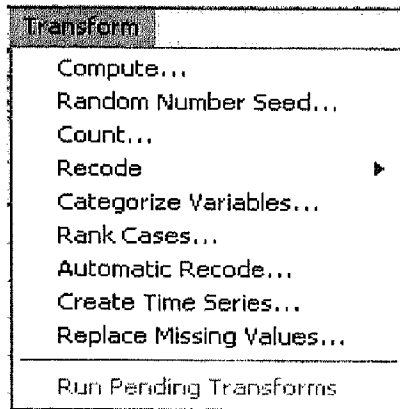 Transform
Compute...
Random Number Seed...
Count...
Recode
Categorize Variables...
Rank Cases...
Automatic Recode...
Create Time Series...
Replace Missing Values...
Run Pending Transforms